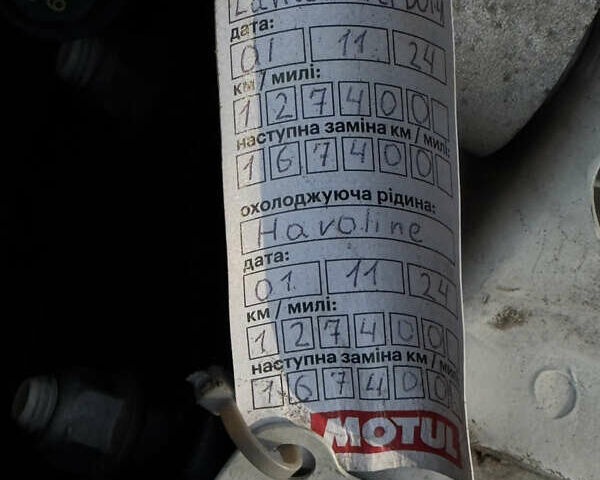 дата:
01 11 24
км / милі:
127400
наступна заміна км / милі:
167400
охолоджуюча рідина:
Havoline
дата:
01 11 24
км / милі:
127400
наступна заміна км / милі:
167400
MOTUL